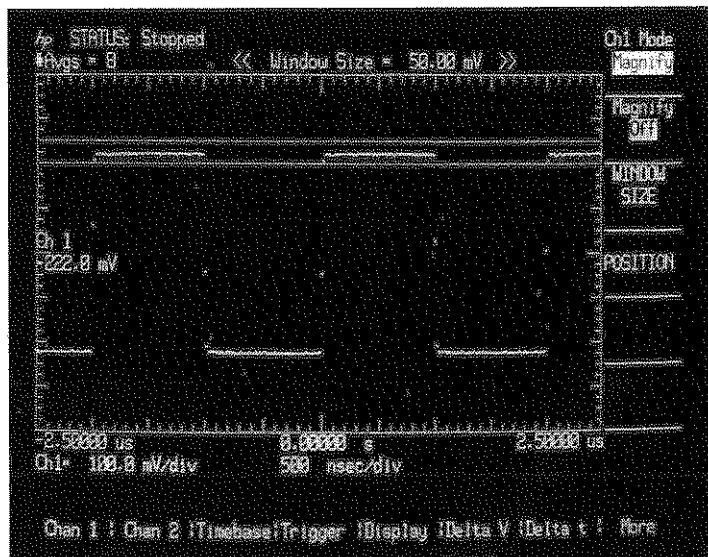 hp STATUS: Stopped
#Avgs = 8 << Window Size = 50.00 mV >>
Ch1 Mode
Magnify
Magnify
Off
WINDOW
SIZE
POSITION
Ch 1
-222.0 mV
-2.50000 us 0.00000 s 2.50000 us
Ch1= 100.0 mV/div 500 nsec/div
Chan 1 | Chan 2 |Timebase|Trigger |Display |Delta V |Delta t | More